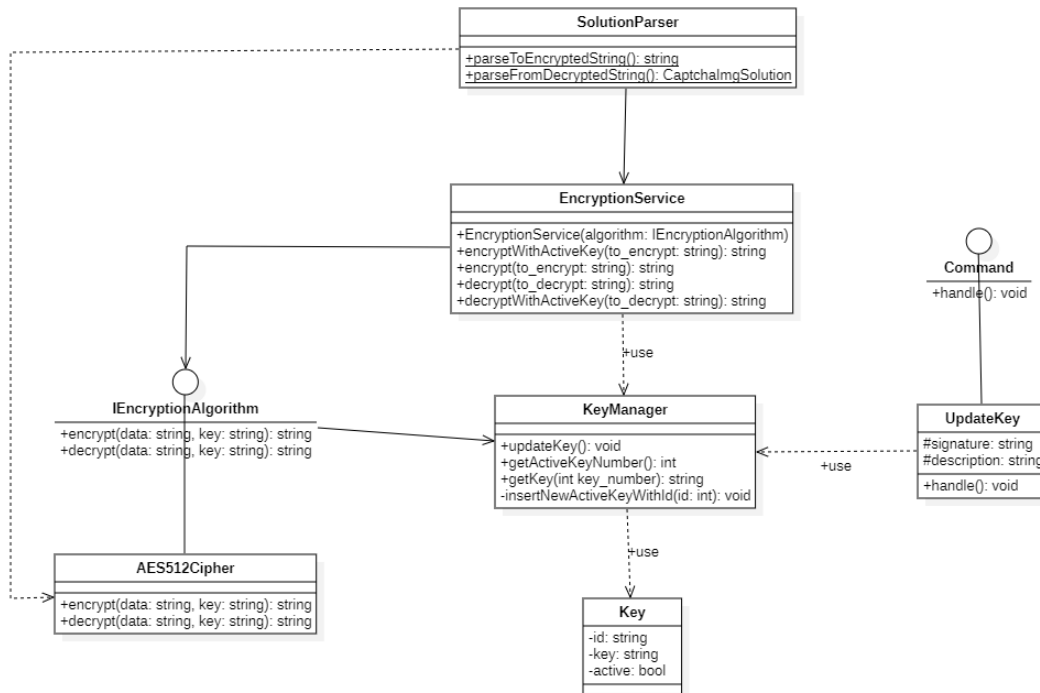 SolutionParser
+parseToEncryptedString(): string
+parseFromDecryptedString(): CaptchaImgSolution
EncryptionService
+EncryptionService(algorithm: IEncryptionAlgorithm)
+encryptWithActiveKey(to_encrypt: string): string
+encrypt(to_encrypt: string): string
+decrypt(to_decrypt: string): string
+decryptWithActiveKey(to_decrypt: string): string
Command
+handle(): void
+use
IEncryptionAlgorithm
+encrypt(data: string, key: string): string
+decrypt(data: string, key: string): string
KeyManager
+updateKey(): void
+getActiveKeyNumber(): int
+getKey(int key_number): string
-insertNewActiveKeyWithId(id: int): void
+use
UpdateKey
#signature: string
#description: string
+handle(): void
+use
AES512Cipher
+encrypt(data: string, key: string): string
+decrypt(data: string, key: string): string
Key
-id: string
-key: string
-active: bool